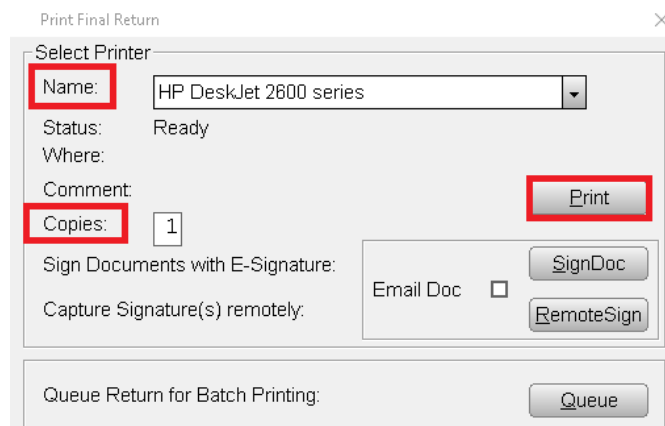 Print Final Return
Select Printer
Name: HP DeskJet 2600 series
Status: Ready
Where:
Comment:
Print
Copies: 1
Sign Documents with E-Signature:
SignDoc
Email Doc
Capture Signature(s) remotely:
RemoteSign
Queue Return for Batch Printing: Queue